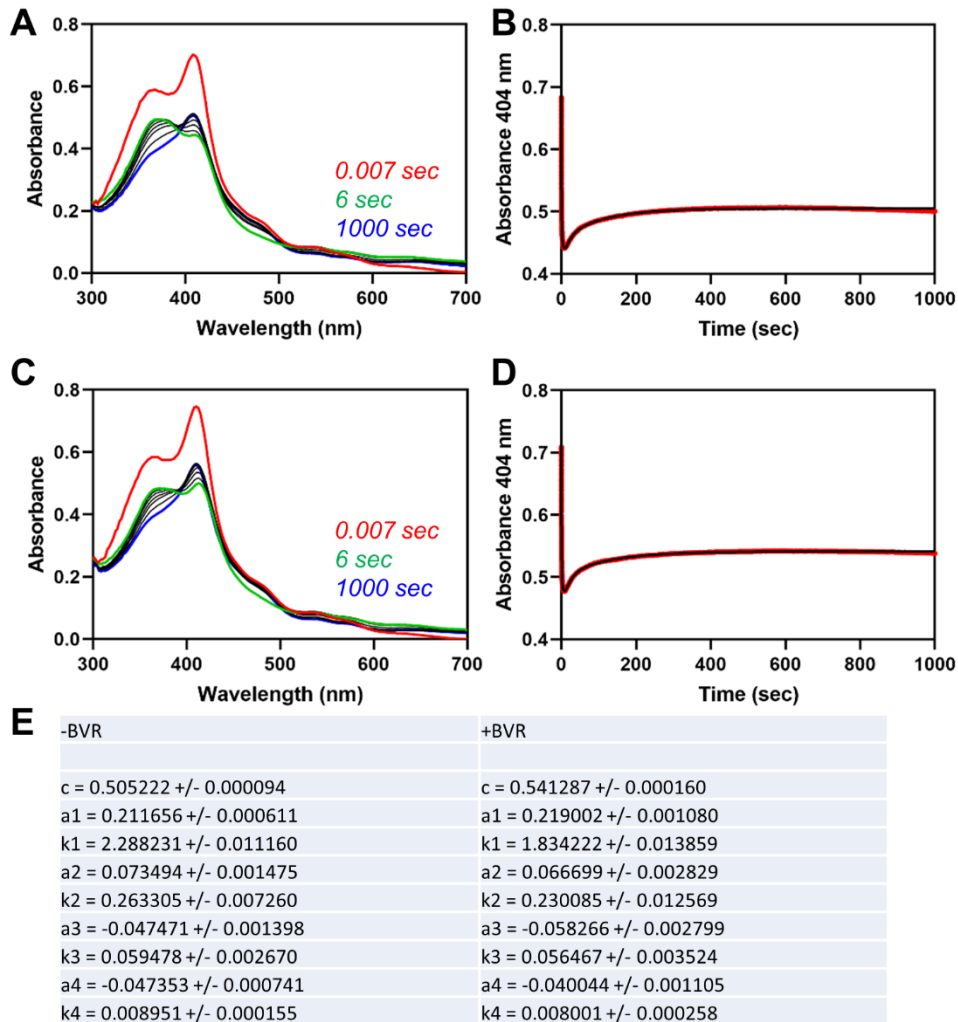 A
Absorbance
0.8
0.6
0.4
0.2
0.0
300 400 500 600 700
Wavelength (nm)
0.007 sec
6 sec
1000 sec
B
Absorbance 404 nm
0.8
0.7
0.6
0.5
0.4
0 200 400 600 800 1000
Time (sec)
C
Absorbance
0.8
0.6
0.4
0.2
0.0
300 400 500 600 700
Wavelength (nm)
0.007 sec
6 sec
1000 sec
D
Absorbance 404 nm
0.8
0.7
0.6
0.5
0.4
0 200 400 600 800 1000
Time (sec)
E
-BVR +BVR
c = 0.505222 +/- 0.000094 c = 0.541287 +/- 0.000160
a1 = 0.211656 +/- 0.000611 a1 = 0.219002 +/- 0.001080
k1 = 2.288231 +/- 0.011160 k1 = 1.834222 +/- 0.013859
a2 = 0.073494 +/- 0.001475 a2 = 0.066699 +/- 0.002829
k2 = 0.263305 +/- 0.007260 k2 = 0.230085 +/- 0.012569
a3 = -0.047471 +/- 0.001398 a3 = -0.058266 +/- 0.002799
k3 = 0.059478 +/- 0.002670 k3 = 0.056467 +/- 0.003524
a4 = -0.047353 +/- 0.000741 a4 = -0.040044 +/- 0.001105
k4 = 0.008951 +/- 0.000155 k4 = 0.008001 +/- 0.000258